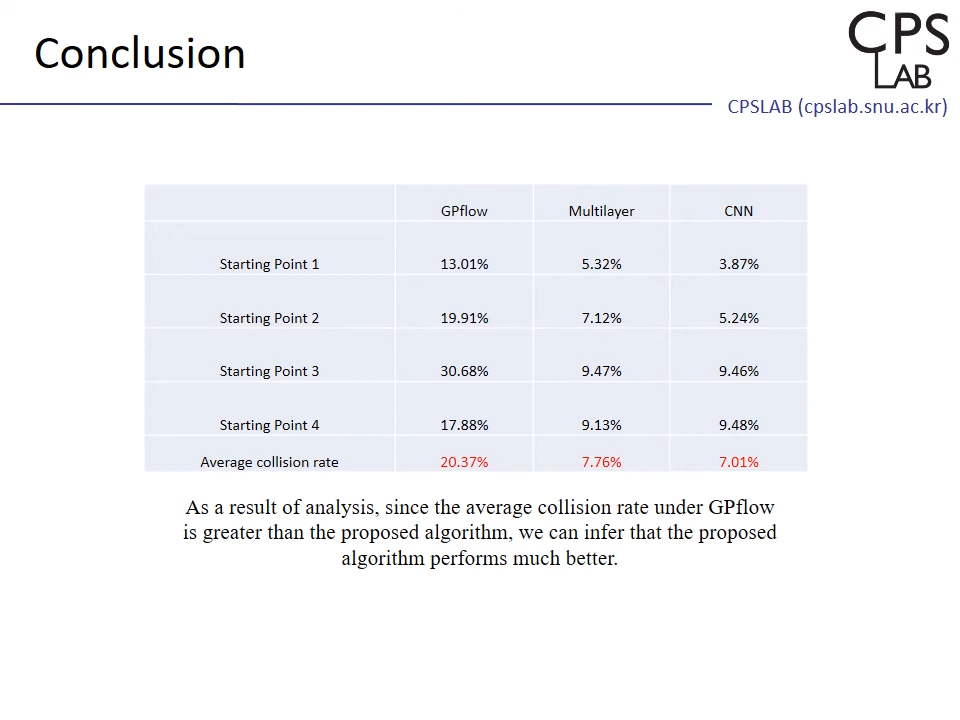 Conclusion
CPS
LAB
CPSLAB (cpslab.snu.ac.kr)
GPflow Multilayer CNN
Starting Point 1 13.01% 5.32% 3.87%
Starting Point 2 19.91% 7.12% 5.24%
Starting Point 3 30.68% 9.47% 9.46%
Starting Point 4 17.88% 9.13% 9.48%
Average collision rate 20.37% 7.76% 7.01%
As a result of analysis, since the average collision rate under GPflow
is greater than the proposed algorithm, we can infer that the proposed
algorithm performs much better.